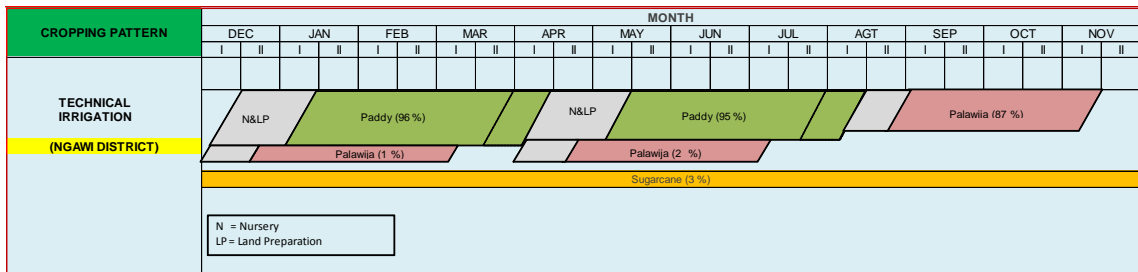 MONTH
CROPPING PATTERN
DEC JAN FEB MAR APR MAY JUN JUL AGT SEP OCT NOV
I II I II I II I II I II I II I II I II I II I II I II I II
TECHNICAL
IRRIGATION
N&LP Paddy (96 %) N&LP Paddy (95 %) Palawija (87 %)
(NGAWI DISTRICT)
Palawija (1 %) Palawija (2 %)
Sugarcane (3 %)
N = Nursery
LP = Land Preparation